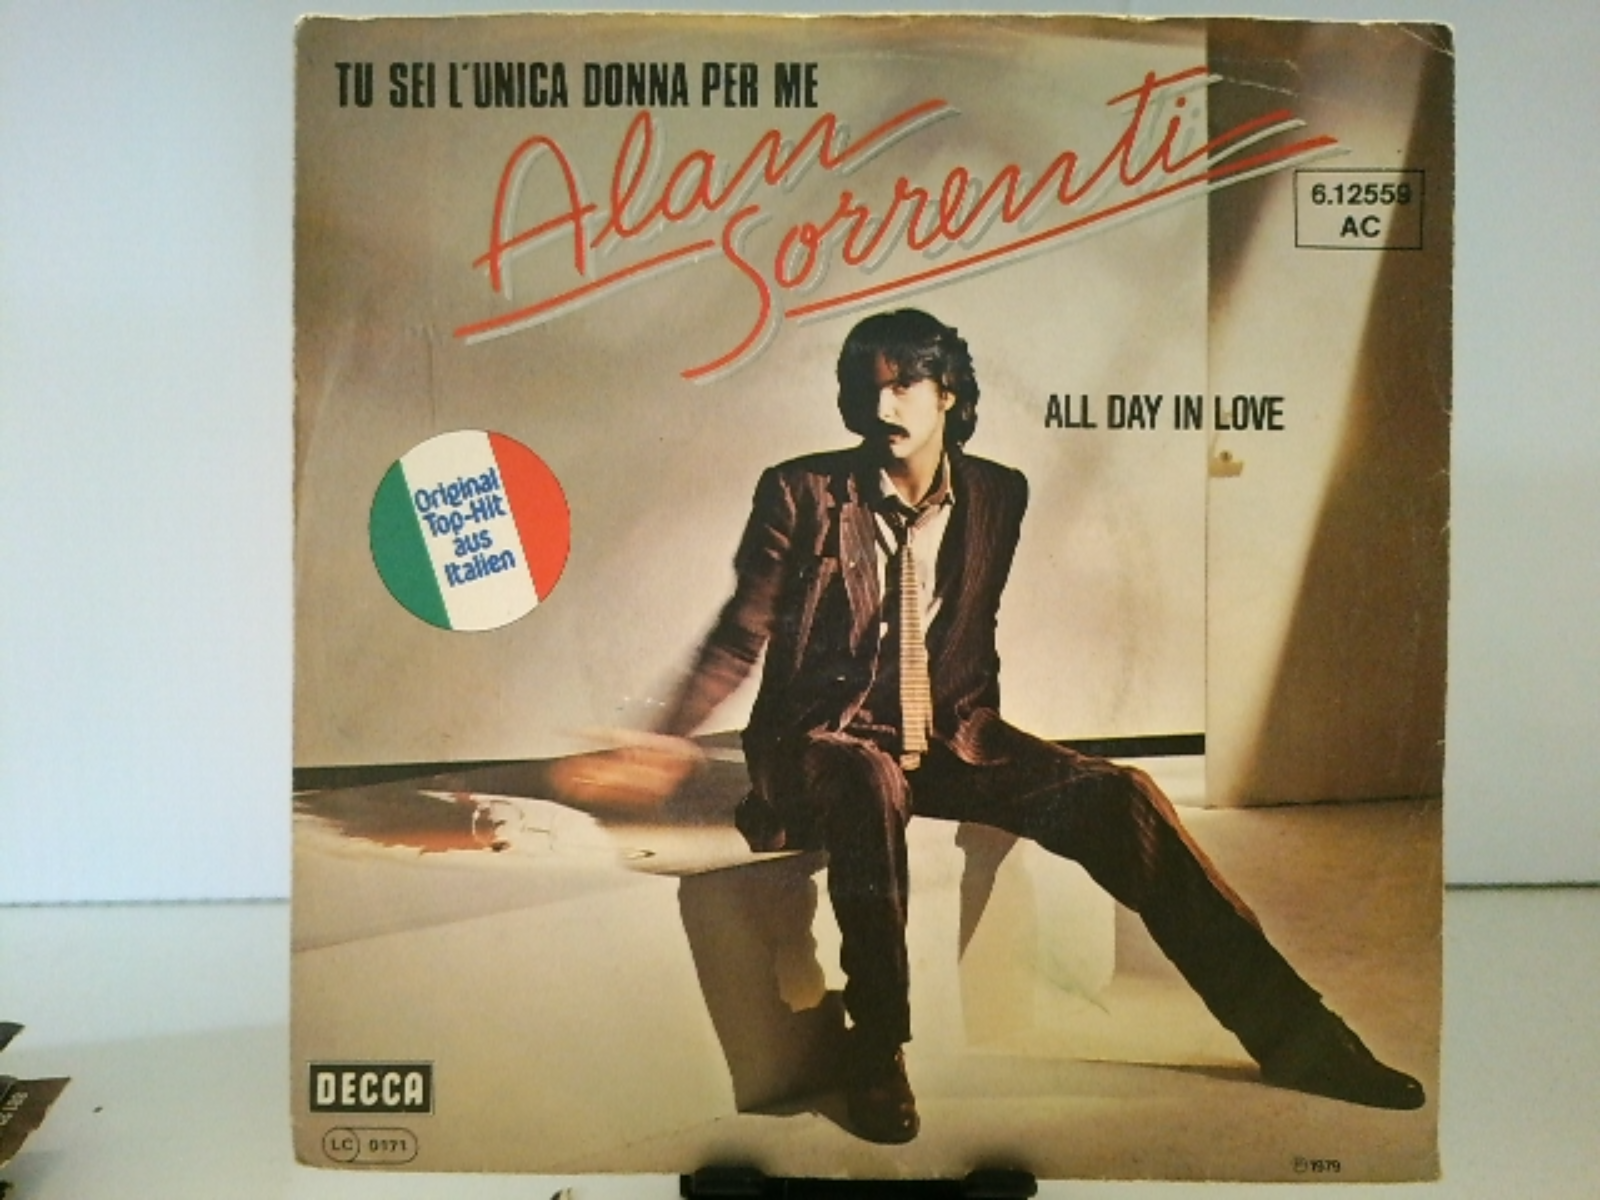 TU SEI L'UNICA DONNA PER ME
Alan
Sorrenti
6.12559
AC
ALL DAY IN LOVE
Original
Top-Hit
aus
Italien
DECCA
LC 0171
℗ 1979